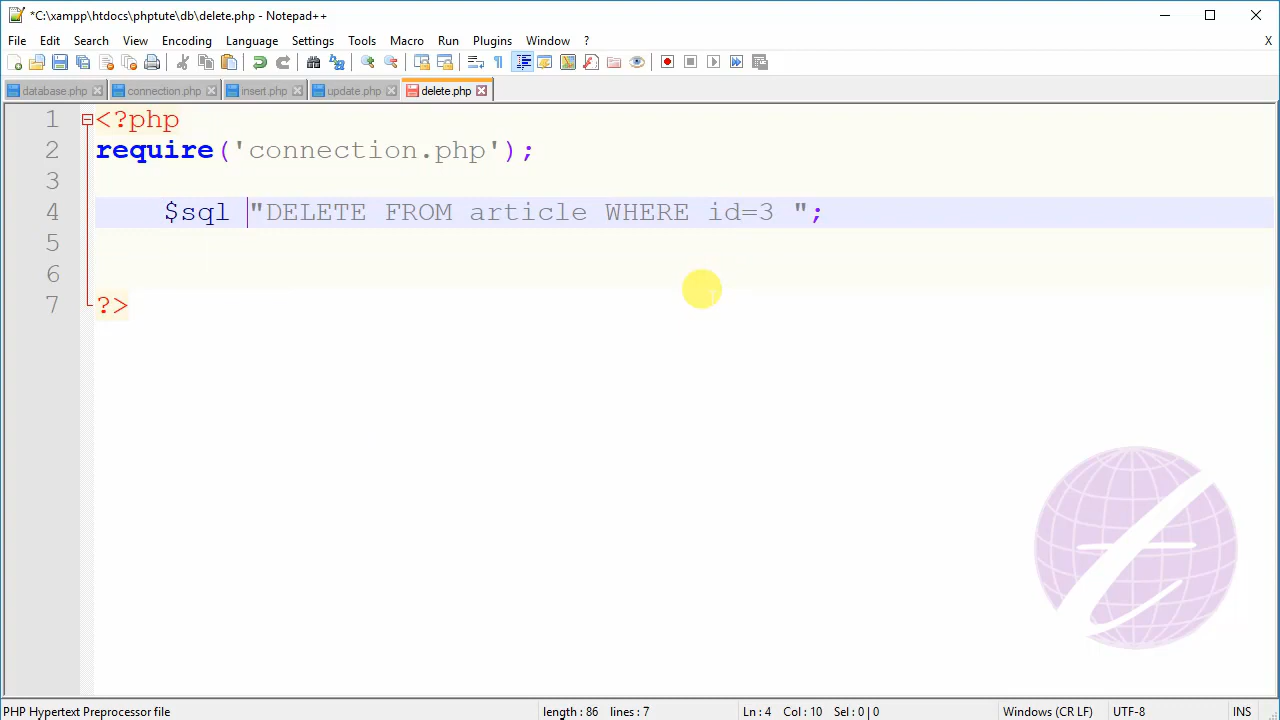 *C:\xampp\htdocs\phptute\db\delete.php - Notepad++
File Edit Search View Encoding Language Settings Tools Macro Run Plugins Window ? X
database.php connection.php insert.php update.php delete.php
1 <?php
2 require('connection.php');
3
4 $sql "DELETE FROM article WHERE id=3 ";
5
6
7 ?>
PHP Hypertext Preprocessor file length : 86 lines : 7 Ln : 4 Col : 10 Sel : 0 | 0 Windows (CR LF) UTF-8 INS